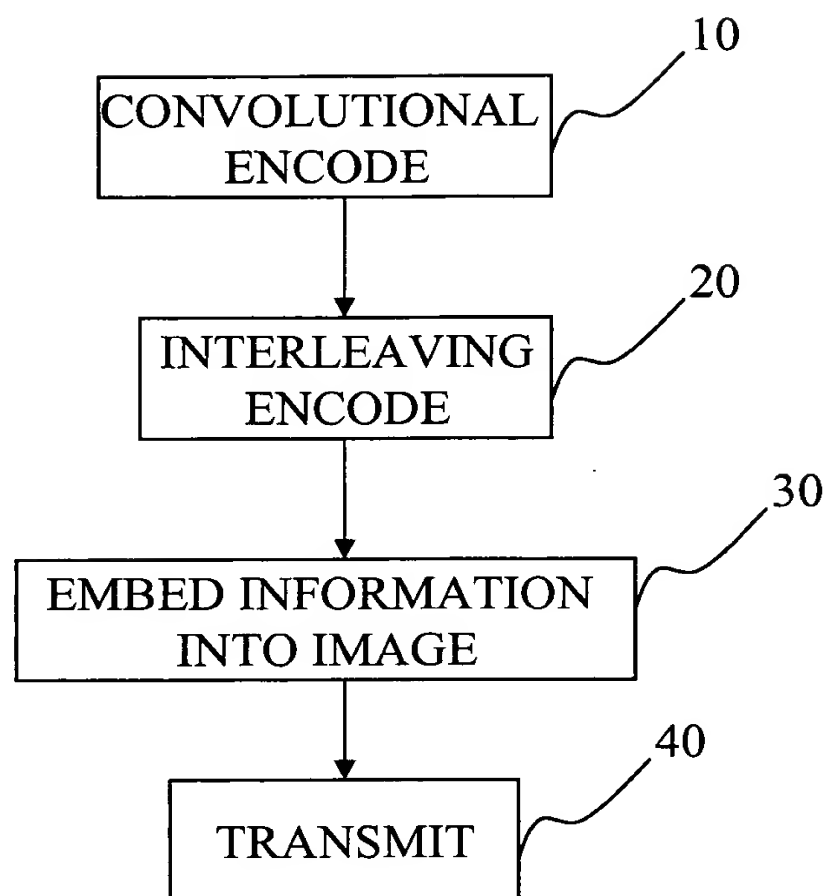 10
CONVOLUTIONAL
ENCODE
20
INTERLEAVING
ENCODE
30
EMBED INFORMATION
INTO IMAGE
40
TRANSMIT